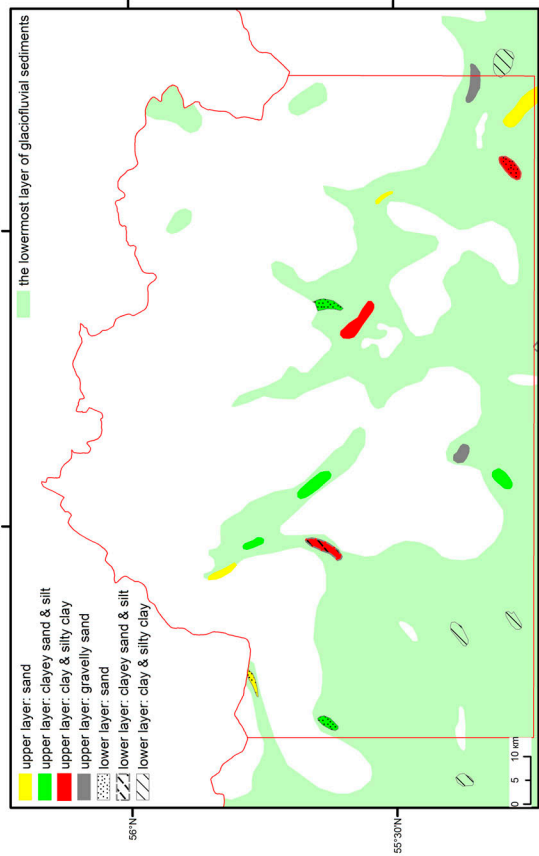 the lowermost layer of glaciofluvial sediments
upper layer: sand
upper layer: clayey sand & silt
upper layer: clay & silty clay
upper layer: gravelly sand
lower layer: sand
lower layer: clayey sand & silt
lower layer: clay & silty clay
0 5 10 km
56°N
55°30'N